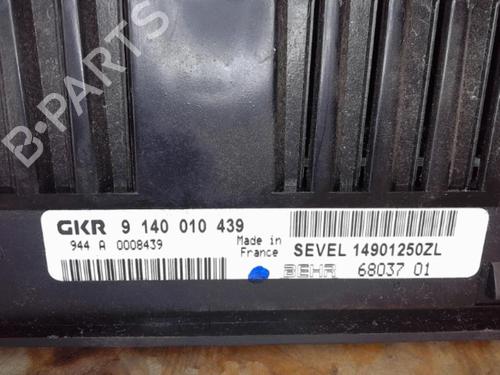 B-PARTS
GKR 9 140 010 439
944 A 0008439
Made in
France
SEVEL 14901250ZL
BEHR 68037 01